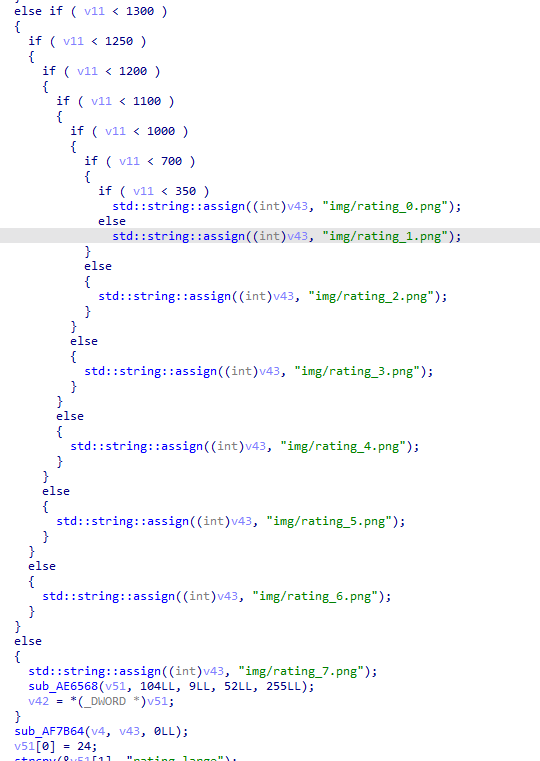 else if ( v11 < 1300 )
{
if ( v11 < 1250 )
{
if ( v11 < 1200 )
{
if ( v11 < 1100 )
{
if ( v11 < 1000 )
{
if ( v11 < 700 )
{
if ( v11 < 350 )
std::string::assign((int)v43, "img/rating_0.png");
else
std::string::assign((int)v43, "img/rating_1.png");
}
else
{
std::string::assign((int)v43, "img/rating_2.png");
}
}
else
{
std::string::assign((int)v43, "img/rating_3.png");
}
}
else
{
std::string::assign((int)v43, "img/rating_4.png");
}
}
else
{
std::string::assign((int)v43, "img/rating_5.png");
}
}
else
{
std::string::assign((int)v43, "img/rating_6.png");
}
}
else
{
std::string::assign((int)v43, "img/rating_7.png");
sub_AE6568(v51, 104LL, 9LL, 52LL, 255LL);
v42 = *(_DWORD *)v51;
}
sub_AF7B64(v4, v43, 0LL);
v51[0] = 24;
strcpy(&v51[1], "rating_large");